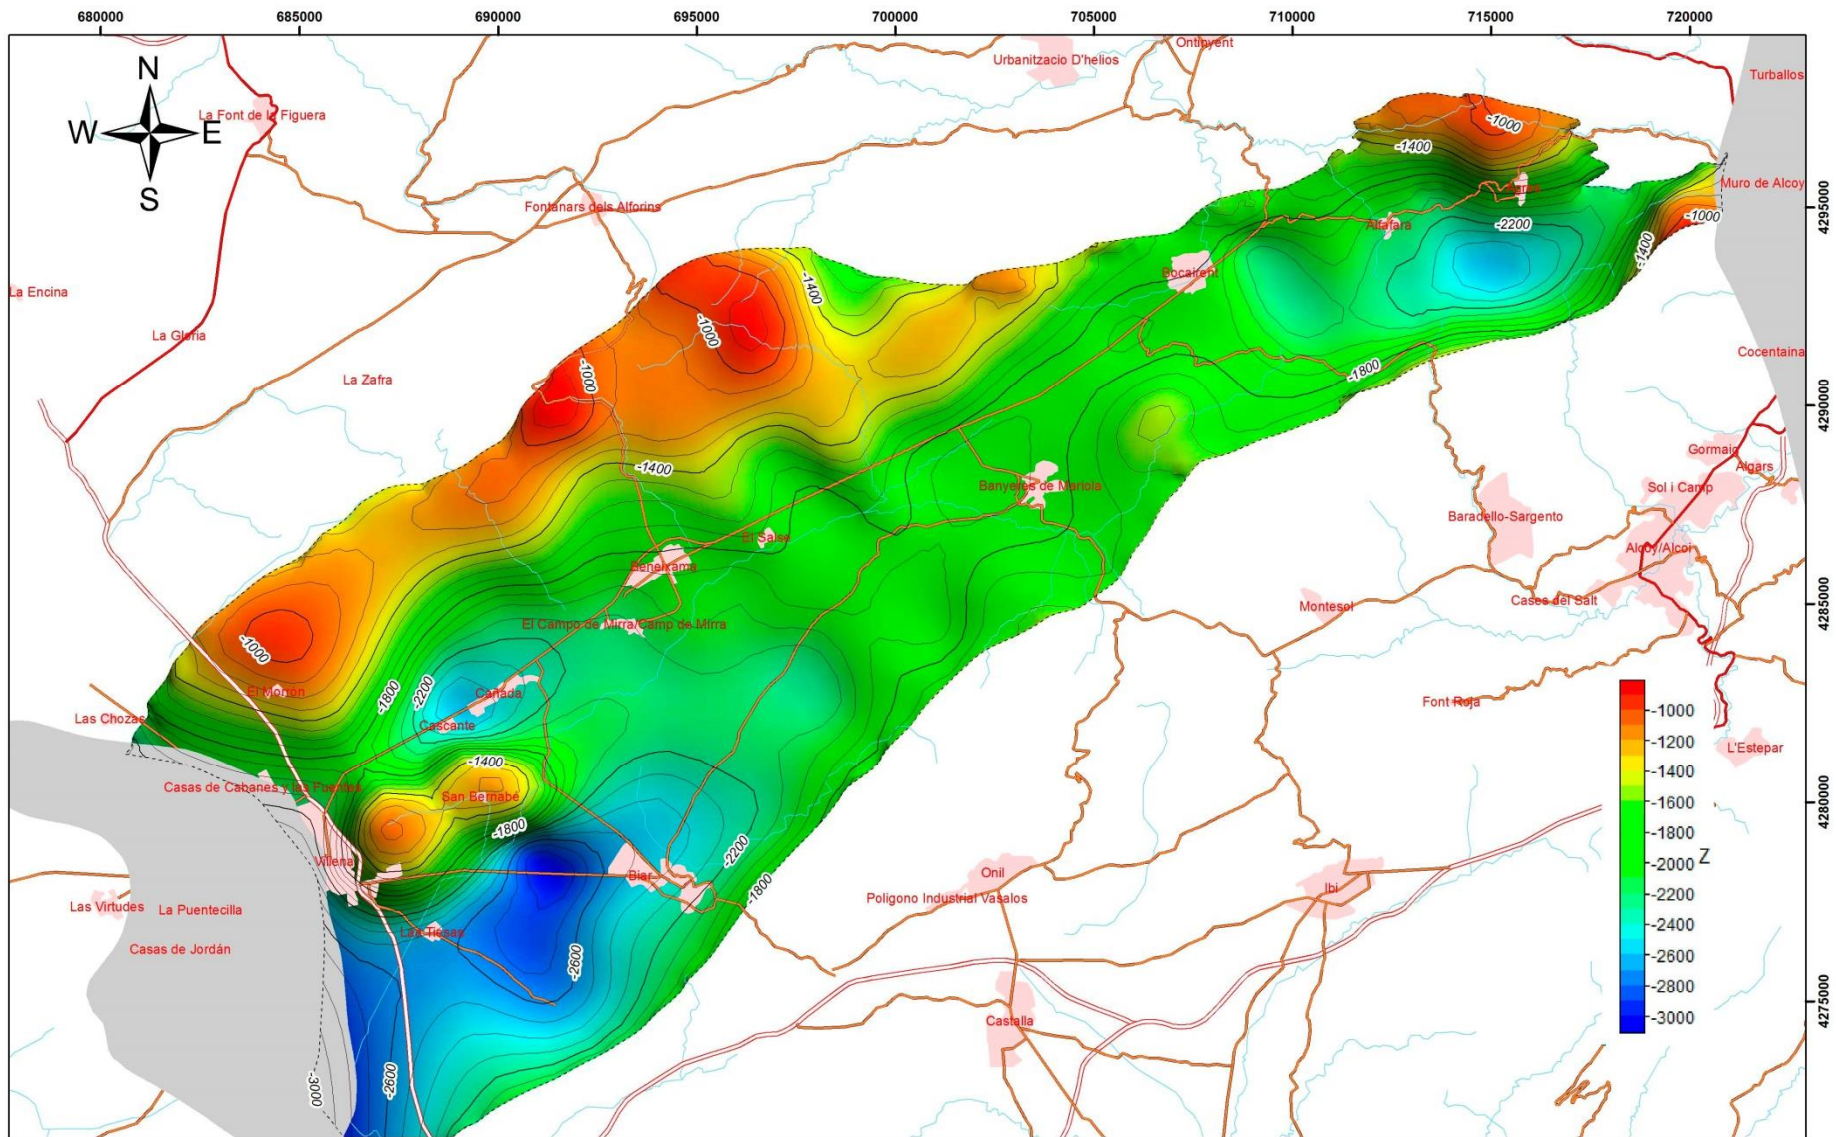 680000 685000 690000 695000 700000 705000 710000 715000 720000
Ontinyent
Urbanitzacio D'helios
Turballos
N
W E
S
La Font de la Figuera
-1000
-1400
Muro de Alcoy
4295000
Fontanars dels Alforins
-1000
-2200
Alfafara
-1400
Bocairent
La Encina
-1400
La Gloria
-1000
Cocentaina
La Zafra
-1000
-1800
4290000
Gormaig
Algars
-1400
Banyeres de Mariola
Sol i Camp
Baradello-Sargento
El Salse
Alcoy/Alcoi
Beneixama
4285000
Cases del Salt
Montesol
El Campo de Mirra/Camp de Mirra
-1000
El Morron
-1800
-2200
Cañada
Font Roja
Las Chozas
Cascante
L'Estepar
-1400
Casas de Cabanes y las Fuentes
San Bernabé
4280000
-1800
-2200
Villena
Biar
-1800
Onil
Ibi
Poligono Industrial Vasalos
Las Virtudes
La Puentecilla
Las Tiesas
Casas de Jordán
-2600
4275000
Castalla
-3000
-2600
-1000
-1200
-1400
-1600
-1800
-2000
Z
-2200
-2400
-2600
-2800
-3000